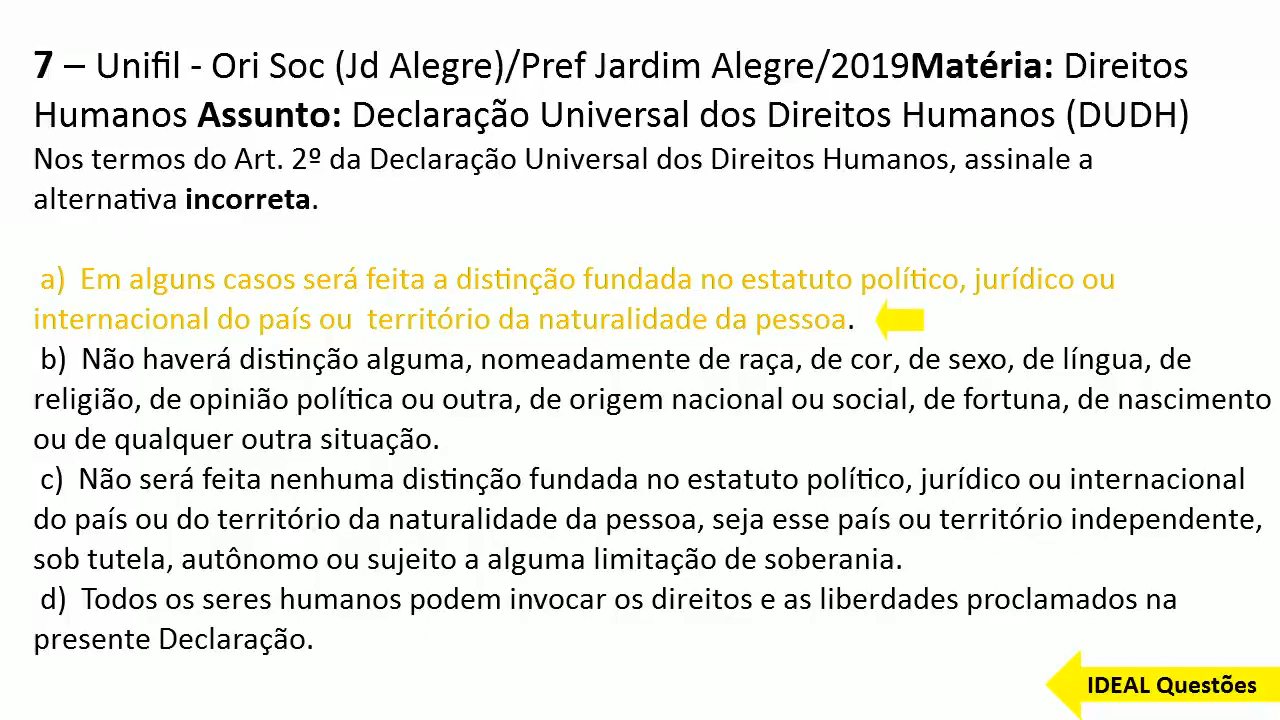 7 – Unifil - Ori Soc (Jd Alegre)/Pref Jardim Alegre/2019Matéria: Direitos
Humanos Assunto: Declaração Universal dos Direitos Humanos (DUDH)
Nos termos do Art. 2º da Declaração Universal dos Direitos Humanos, assinale a
alternativa incorreta.
a) Em alguns casos será feita a distinção fundada no estatuto político, jurídico ou
internacional do país ou território da naturalidade da pessoa.
b) Não haverá distinção alguma, nomeadamente de raça, de cor, de sexo, de língua, de
religião, de opinião política ou outra, de origem nacional ou social, de fortuna, de nascimento
ou de qualquer outra situação.
c) Não será feita nenhuma distinção fundada no estatuto político, jurídico ou internacional
do país ou do território da naturalidade da pessoa, seja esse país ou território independente,
sob tutela, autônomo ou sujeito a alguma limitação de soberania.
d) Todos os seres humanos podem invocar os direitos e as liberdades proclamados na
presente Declaração.
IDEAL Questões